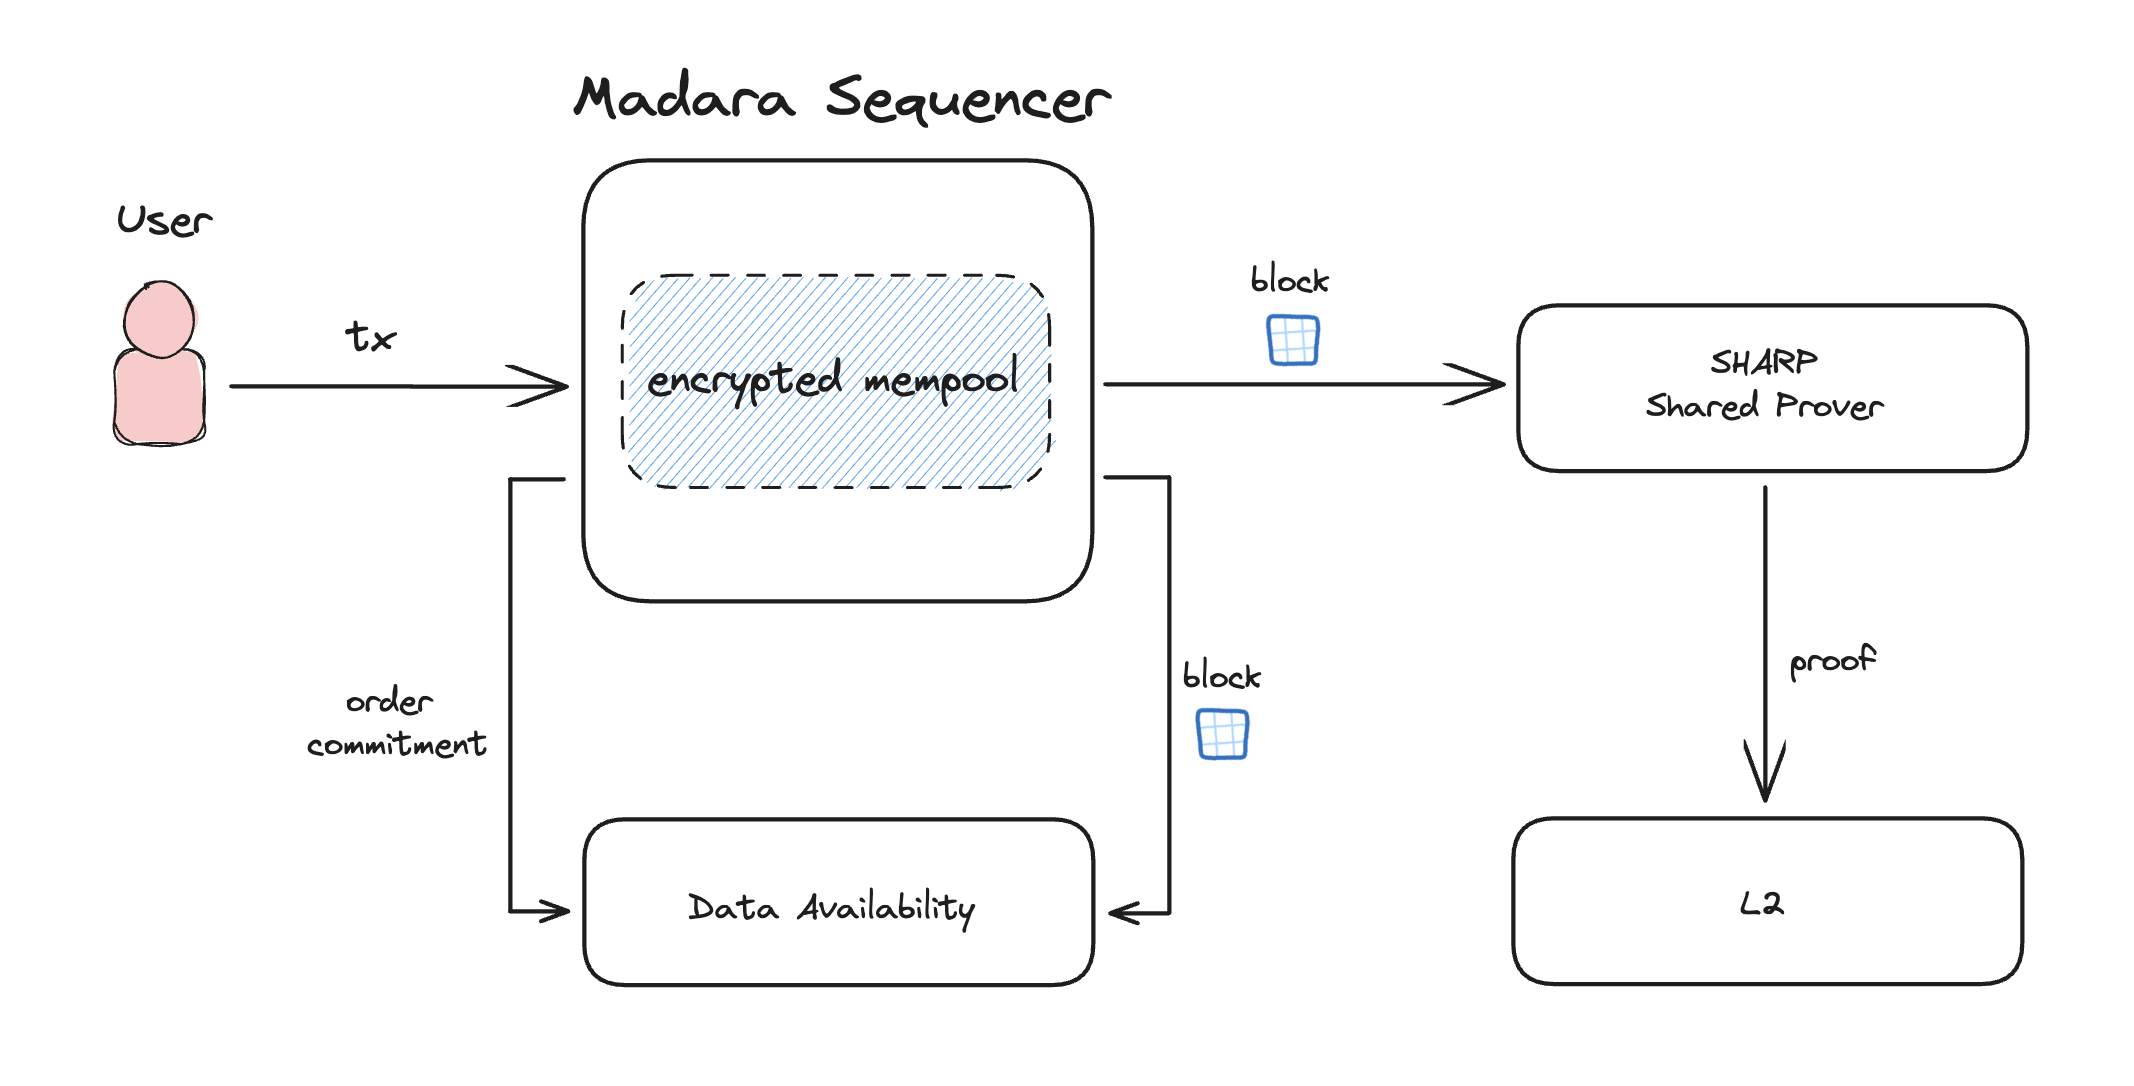 Madara Sequencer
User
tx
encrypted mempool
block
SHARP
Shared Prover
order
commitment
block
proof
Data Availability
L2